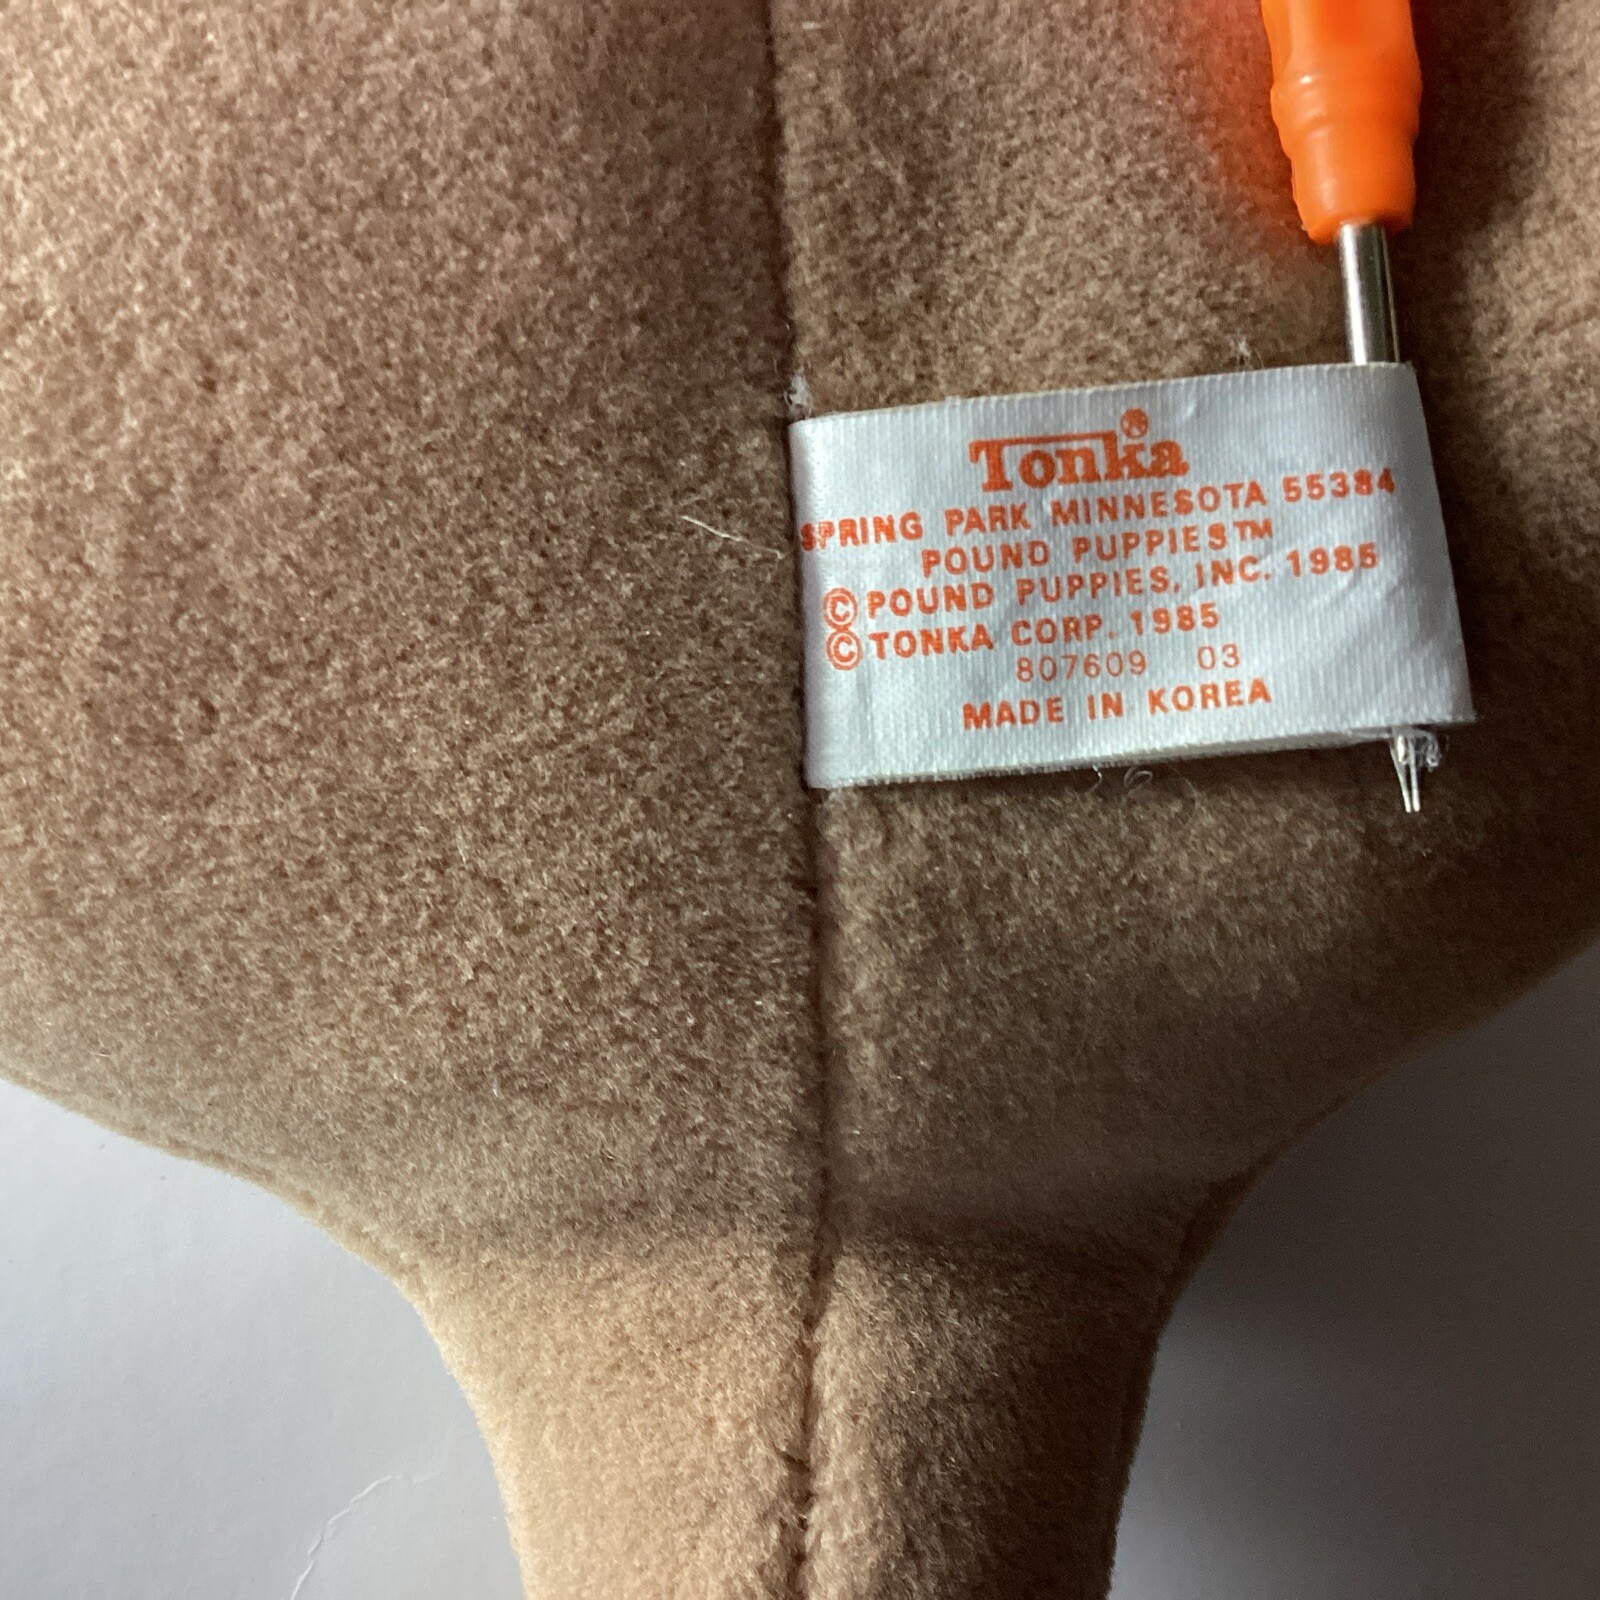 Tonka®
SPRING PARK MINNESOTA 55384
POUND PUPPIES™
© POUND PUPPIES, INC. 1985
© TONKA CORP. 1985
807609 03
MADE IN KOREA